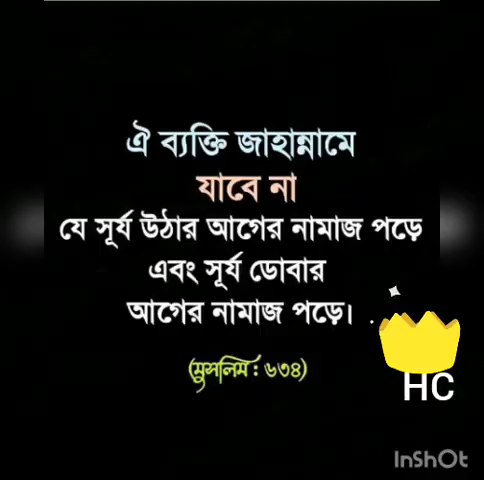 ঐ ব্যক্তি জাহান্নামে
যাবে না
যে সূর্য উঠার আগের নামাজ পড়ে
এবং সূর্য ডোবার
আগের নামাজ পড়ে।
(মুসলিম : ৬৩৪)
HC
InShOt